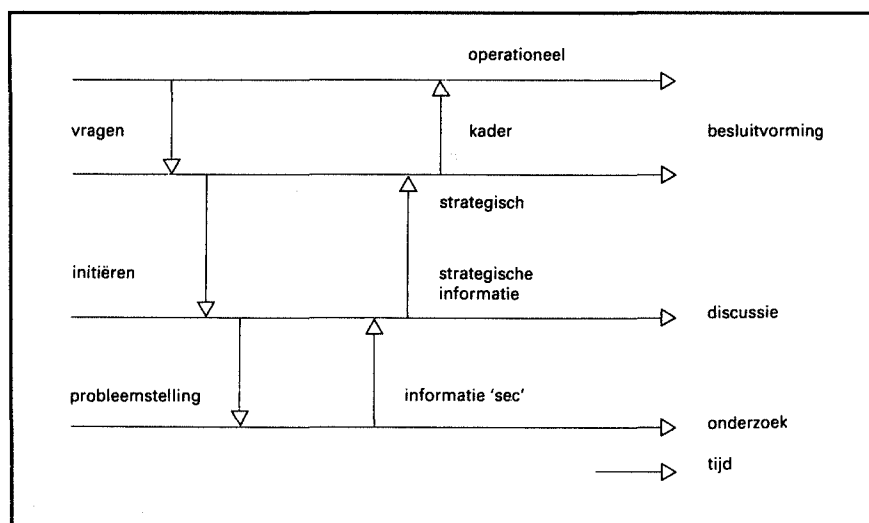 operationeel
vragen
kader
besluitvorming
strategisch
initiëren
strategische
informatie
discussie
probleemstelling
informatie 'sec'
onderzoek
tijd